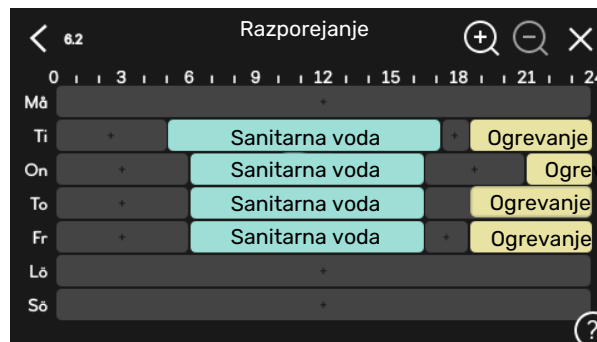 6.2 Razporejanje
0 3 6 9 12 15 18 21 24
Må
Ti Sanitarna voda Ogrevanje
On Sanitarna voda Ogre
To Sanitarna voda Ogrevanje
Fr Sanitarna voda Ogrevanje
Lö
Sö
?